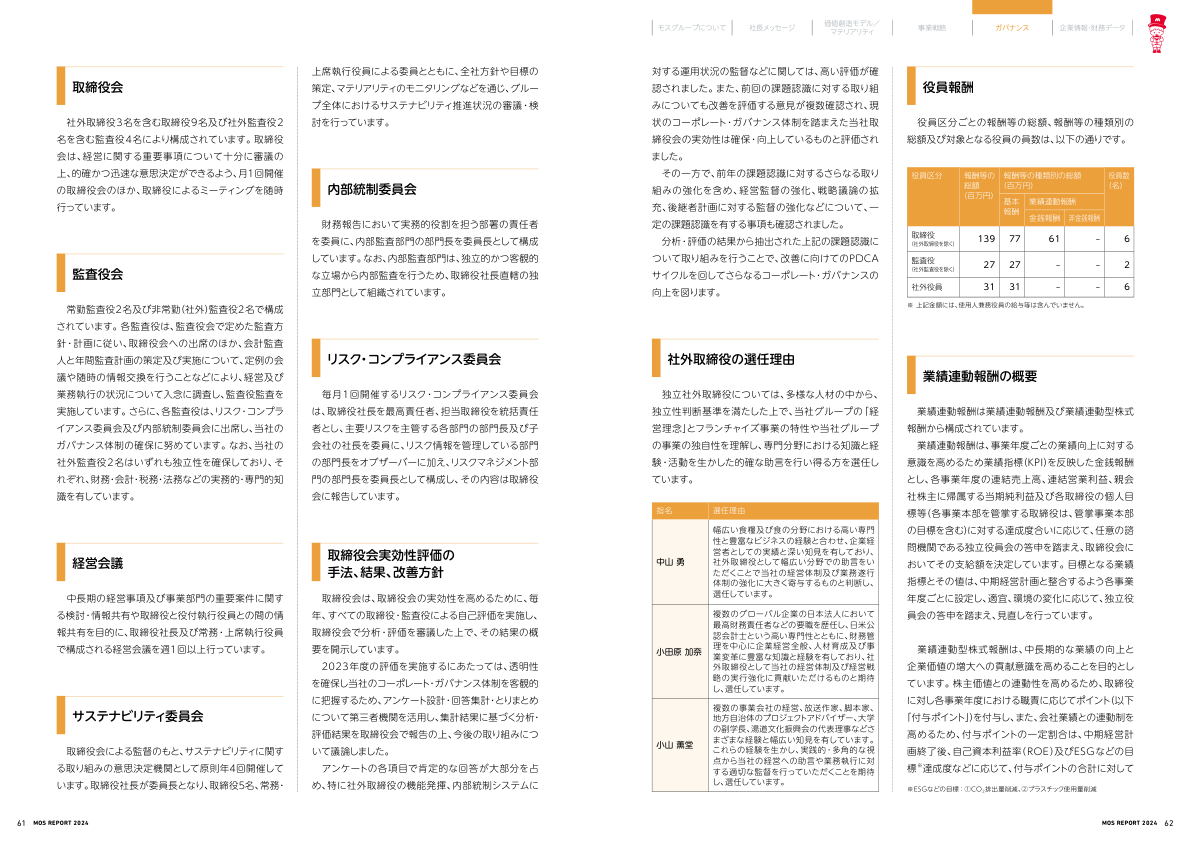 モスグループについて
社長メッセージ
価値創造モデル／
マテリアリティ
事業戦略
ガバナンス
企業情報・財務データ
取締役会
社外取締役3名を含む取締役9名及び社外監査役2
名を含む監査役4名により構成されています。取締役
会は、経営に関する重要事項について十分に審議の
上、的確かつ迅速な意思決定ができるよう、月1回開催
の取締役会のほか、取締役によるミーティングを随時
行っています。
監査役会
常勤監査役2名及び非常勤（社外）監査役2名で構成
されています。各監査役は、監査役会で定めた監査方
針・計画に従い、取締役会への出席のほか、会計監査
人と年間監査計画の策定及び実施について、定例の会
議や随時の情報交換を行うことなどにより、経営及び
業務執行の状況について入念に調査し、監査役監査を
実施しています。さらに、各監査役は、リスク・コンプラ
イアンス委員会及び内部統制委員会に出席し、当社の
ガバナンス体制の確保に努めています。なお、当社の
社外監査役2名はいずれも独立性を確保しており、そ
れぞれ、財務・会計・税務・法務などの実務的・専門的知
識を有しています。
経営会議
中長期の経営事項及び事業部門の重要案件に関す
る検討・情報共有や取締役と役付執行役員との間の情
報共有を目的に、取締役社長及び常務・上席執行役員
で構成される経営会議を週1回以上行っています。
サステナビリティ委員会
取締役会による監督のもと、サステナビリティに関す
る取り組みの意思決定機関として原則年4回開催して
います。取締役社長が委員長となり、取締役5名、常務・
上席執行役員による委員とともに、全社方針や目標の
策定、マテリアリティのモニタリングなどを通じ、グルー
プ全体におけるサステナビリティ推進状況の審議・検
討を行っています。
内部統制委員会
財務報告において実務的役割を担う部署の責任者
を委員に、内部監査部門の部門長を委員長として構成
しています。なお、内部監査部門は、独立的かつ客観的
な立場から内部監査を行うため、取締役社長直轄の独
立部門として組織されています。
リスク・コンプライアンス委員会
毎月1回開催するリスク・コンプライアンス委員会
は、取締役社長を最高責任者、担当取締役を統括責任
者とし、主要リスクを主管する各部門の部門長及び子
会社の社長を委員に、リスク情報を管理している部門
の部門長をオブザーバーに加え、リスクマネジメント部
門の部門長を委員長として構成し、その内容は取締役
会に報告しています。
取締役会実効性評価の
手法、結果、改善方針
取締役会は、取締役会の実効性を高めるために、毎
年、すべての取締役・監査役による自己評価を実施し、
取締役会で分析・評価を審議した上で、その結果の概
要を開示しています。
2023年度の評価を実施するにあたっては、透明性
を確保し当社のコーポレート・ガバナンス体制を客観的
に把握するため、アンケート設計・回答集計・とりまとめ
について第三者機関を活用し、集計結果に基づく分析・
評価結果を取締役会で報告の上、今後の取り組みにつ
いて議論しました。
アンケートの各項目で肯定的な回答が大部分を占
め、特に社外取締役の機能発揮、内部統制システムに
対する運用状況の監督などに関しては、高い評価が確
認されました。また、前回の課題認識に対する取り組
みについても改善を評価する意見が複数確認され、現
状のコーポレート・ガバナンス体制を踏まえた当社取
締役会の実効性は確保・向上しているものと評価され
ました。
その一方で、前年の課題認識に対するさらなる取り
組みの強化を含め、経営監督の強化、戦略議論の拡
充、後継者計画に対する監督の強化などについて、一
定の課題認識を有する事項も確認されました。
分析・評価の結果から抽出された上記の課題認識に
ついて取り組みを行うことで、改善に向けてのPDCA
サイクルを回してさらなるコーポレート・ガバナンスの
向上を図ります。
社外取締役の選任理由
独立社外取締役については、多様な人材の中から、
独立性判断基準を満たした上で、当社グループの「経
営理念」とフランチャイズ事業の特性や当社グループ
の事業の独自性を理解し、専門分野における知識と経
験・活動を生かした的確な助言を行い得る方を選任し
ています。
指名
選任理由
中山 勇
幅広い食糧及び食の分野における高い専門
性と豊富なビジネスの経験と合わせ、企業経
営者としての実績と深い知見を有しており、
社外取締役として幅広い分野での助言をい
ただくことで当社の経営体制及び業務遂行
体制の強化に大きく寄与するものと判断し、
選任しています。
小田原 加奈
複数のグローバル企業の日本法人において
最高財務責任者などの要職を歴任し、日米公
認会計士という高い専門性とともに、財務管
理を中心に企業経営全般、人材育成及び事
業変革に豊富な知識と経験を有しており、社
外取締役として当社の経営体制及び経営戦
略の実行強化に貢献いただけるものと期待
し、選任しています。
小山 薫堂
複数の事業会社の経営、放送作家、脚本家、
地方自治体のプロジェクトアドバイザー、大学
の副学長、湯道文化振興会の代表理事などさ
まざまな経験と幅広い知見を有しています。
これらの経験を生かし、実践的・多角的な視
点から当社の経営への助言や業務執行に対
する適切な監督を行っていただくことを期待
し、選任しています。
役員報酬
役員区分ごとの報酬等の総額、報酬等の種類別の
総額及び対象となる役員の員数は、以下の通りです。
役員区分
報酬等の
総額
（百万円）
報酬等の種類別の総額
（百万円）
役員数
（名）
基本
報酬
業績連動報酬
金銭報酬
非金銭報酬
取締役
（社外取締役を除く）
139 77 61 – 6
監査役
（社外監査役を除く）
27 27 – – 2
社外役員 31 31 – – 6
※ 上記金額には、使用人兼務役員の給与等は含んでいません。
業績連動報酬の概要
業績連動報酬は業績連動報酬及び業績連動型株式
報酬から構成されています。
業績連動報酬は、事業年度ごとの業績向上に対する
意識を高めるため業績指標（KPI）を反映した金銭報酬
とし、各事業年度の連結売上高、連結営業利益、親会
社株主に帰属する当期純利益及び各取締役の個人目
標等（各事業本部を管掌する取締役は、管掌事業本部
の目標を含む）に対する達成度合いに応じて、任意の諮
問機関である独立役員会の答申を踏まえ、取締役会に
おいてその支給額を決定しています。目標となる業績
指標とその値は、中期経営計画と整合するよう各事業
年度ごとに設定し、適宜、環境の変化に応じて、独立役
員会の答申を踏まえ、見直しを行っています。
業績連動型株式報酬は、中長期的な業績の向上と
企業価値の増大への貢献意識を高めることを目的とし
ています。株主価値との連動性を高めるため、取締役
に対し各事業年度における職責に応じてポイント（以下
「付与ポイント」）を付与し、また、会社業績との連動制を
高めるため、付与ポイントの一定割合は、中期経営計
画終了後、自己資本利益率（ROE）及びESGなどの目
標※達成度などに応じて、付与ポイントの合計に対して
※ESGなどの目標：①CO₂排出量削減、②プラスチック使用量削減
61 MOS REPORT 2024
MOS REPORT 2024 62